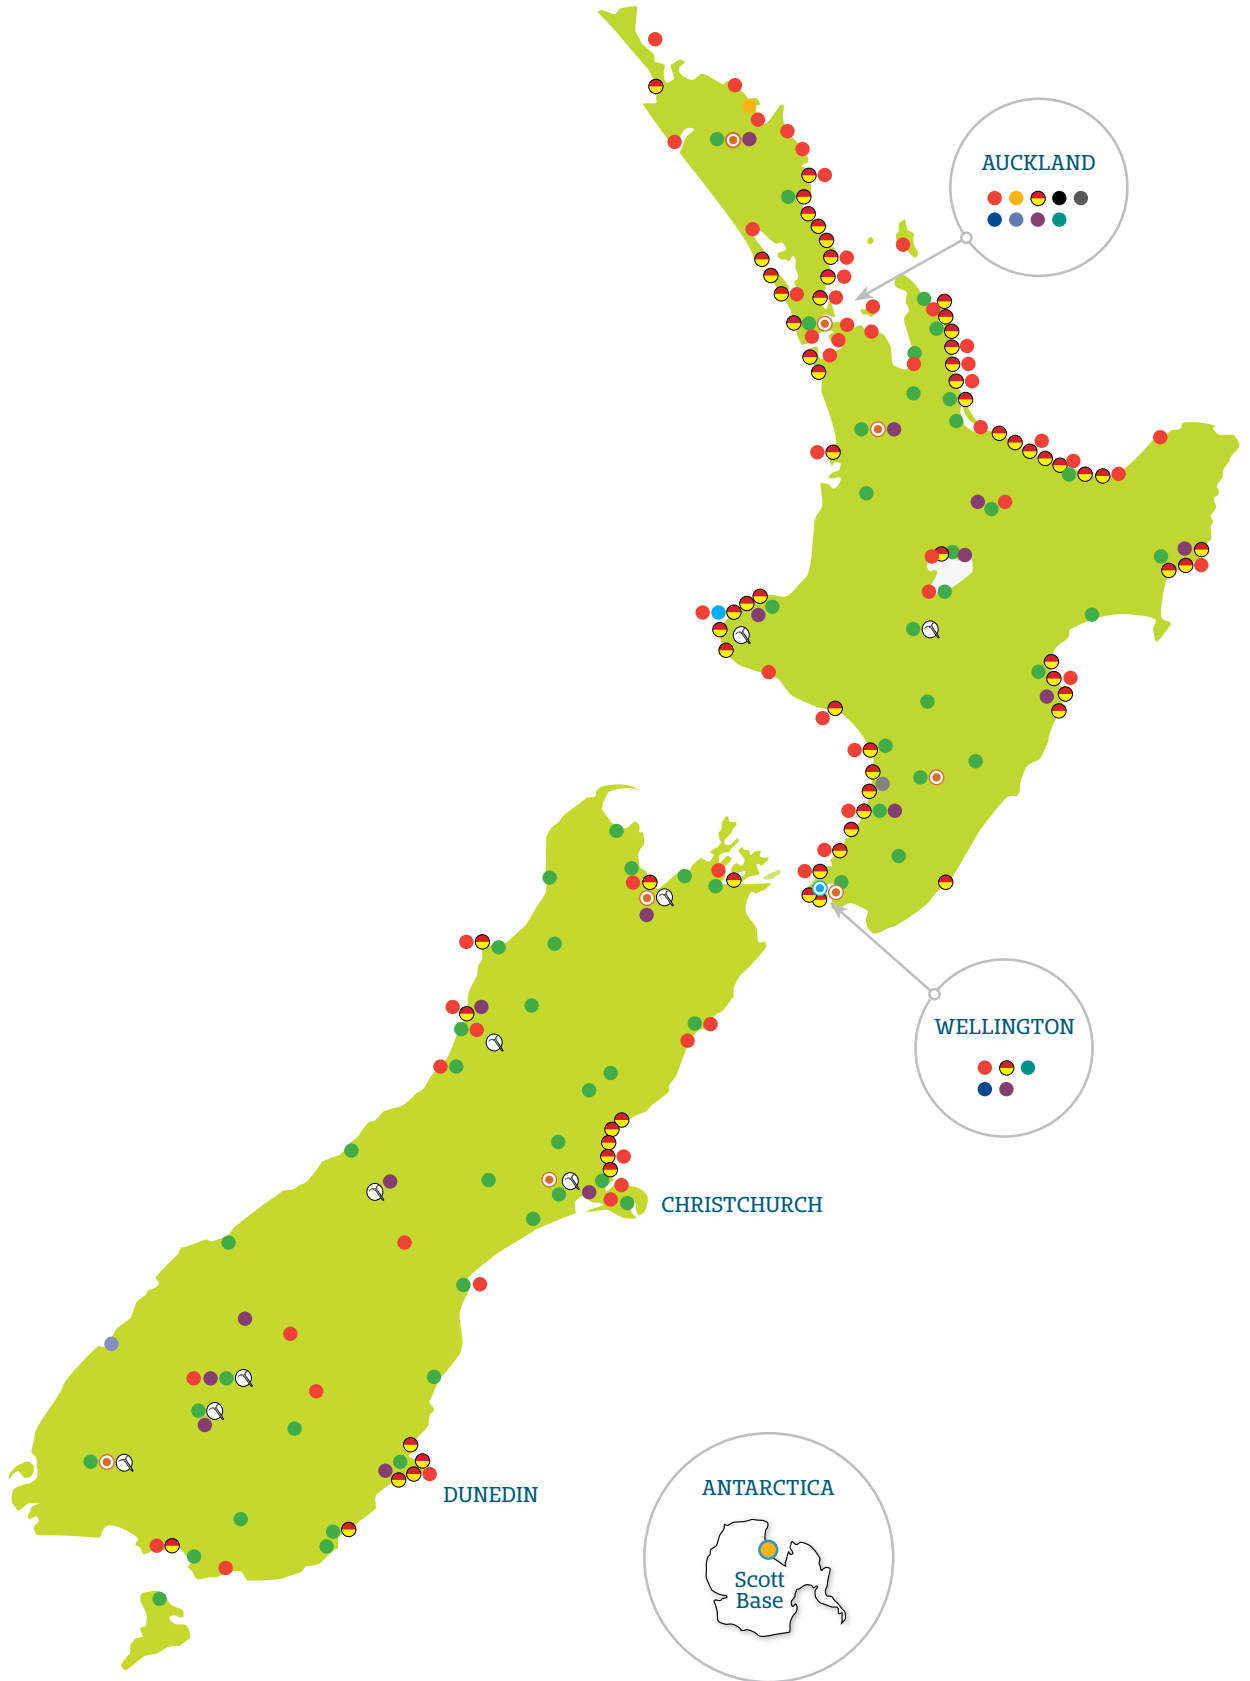 AUCKLAND
WELLINGTON
CHRISTCHURCH
DUNEDIN
ANTARCTICA
Scott
Base